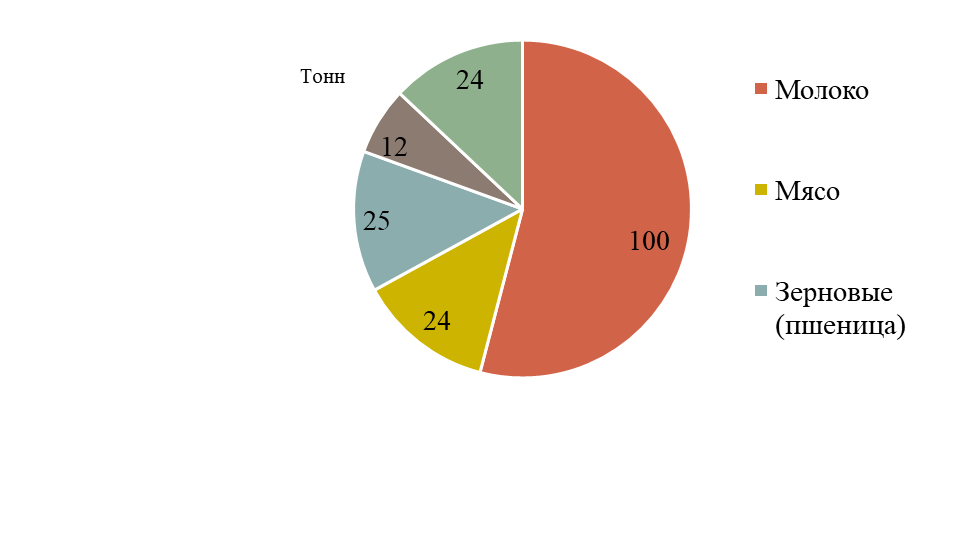 Тонн
24
12
25
24
100
Молоко
Мясо
Зерновые
(пшеница)